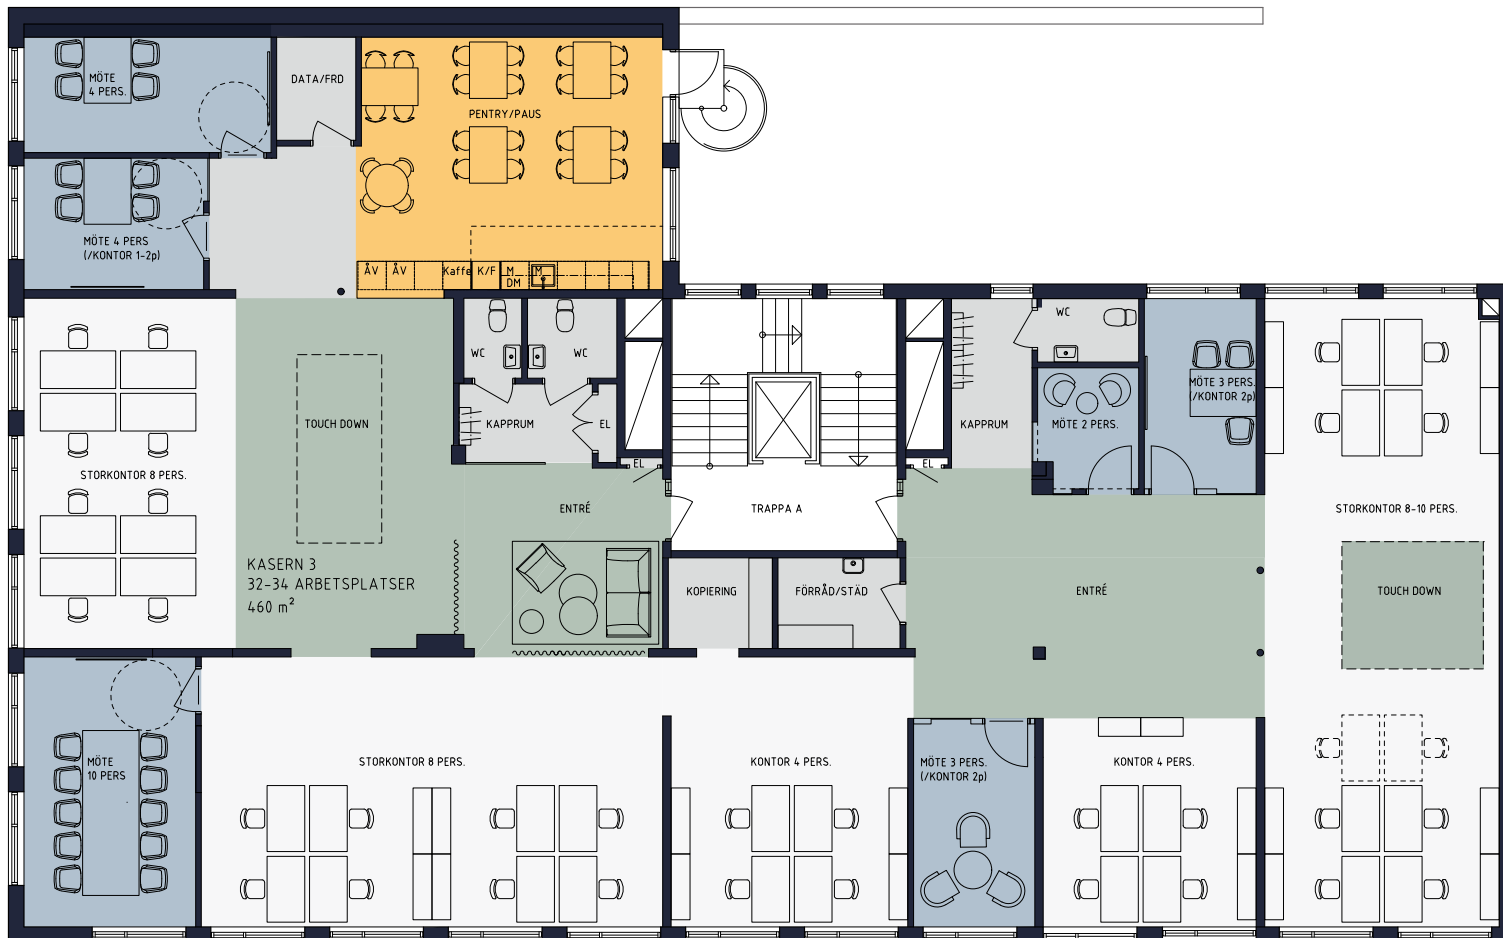 MÖTE
4 PERS.
DATA/FRD
PENTRY/PAUS
MÖTE 4 PERS
(/KONTOR 1-2p)
ÅV
ÅV
Kaffe
K/F
M
DM
M
WC
WC
WC
MÖTE 3 PERS.
(/KONTOR 2p)
TOUCH DOWN
KAPPRUM
EL
KAPPRUM
MÖTE 2 PERS.
EL
EL
STORKONTOR 8 PERS.
ENTRÉ
TRAPPA A
STORKONTOR 8-10 PERS.
KASERN 3
32-34 ARBETSPLATSER
460 m²
KOPIERING
FÖRRÅD/STÄD
ENTRÉ
TOUCH DOWN
MÖTE
10 PERS
STORKONTOR 8 PERS.
KONTOR 4 PERS.
MÖTE 3 PERS.
(/KONTOR 2p)
KONTOR 4 PERS.